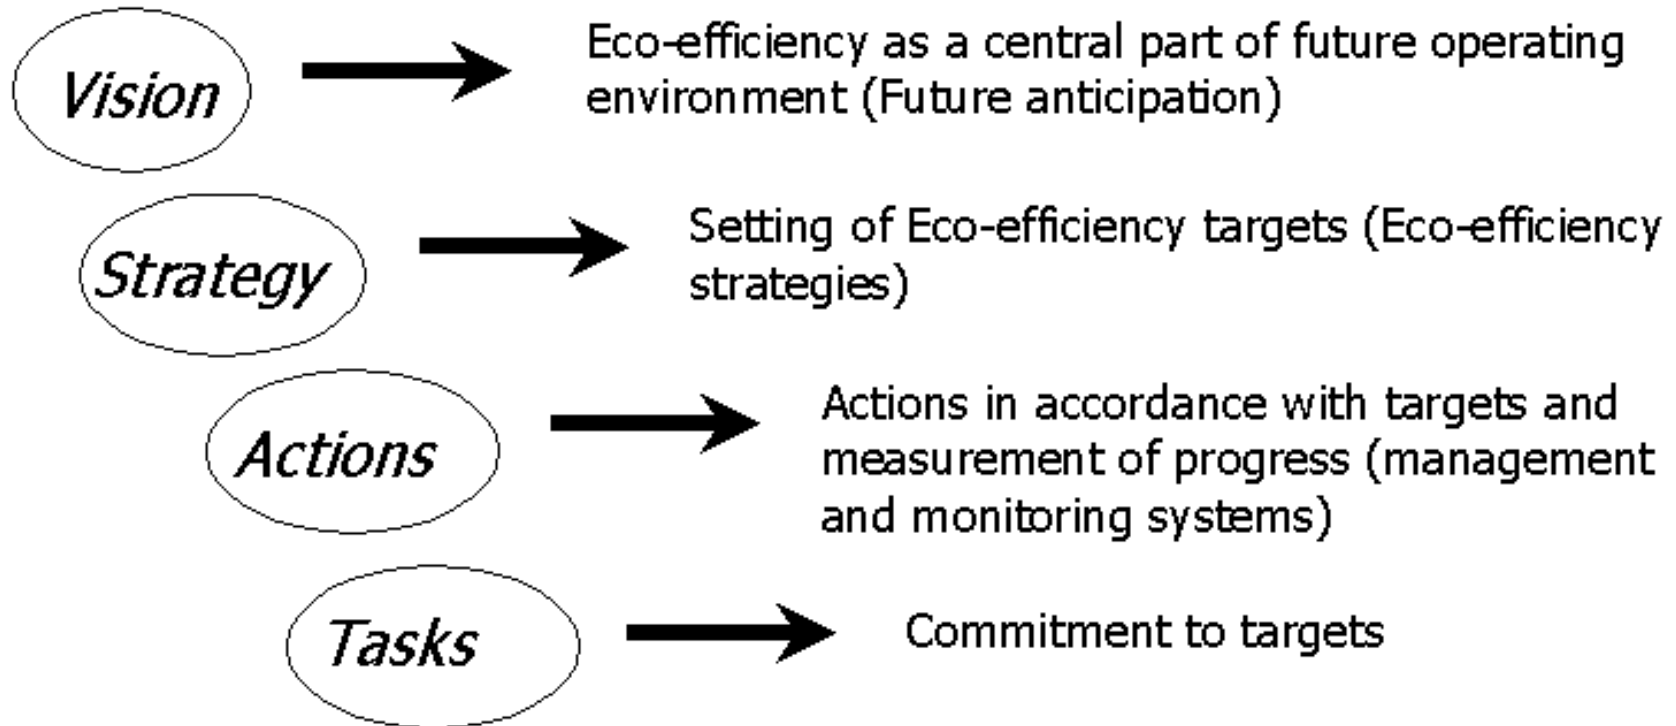 Vision
Eco-efficiency as a central part of future operating
environment (Future anticipation)
Strategy
Setting of Eco-efficiency targets (Eco-efficiency
strategies)
Actions
Actions in accordance with targets and
measurement of progress (management
and monitoring systems)
Tasks
Commitment to targets